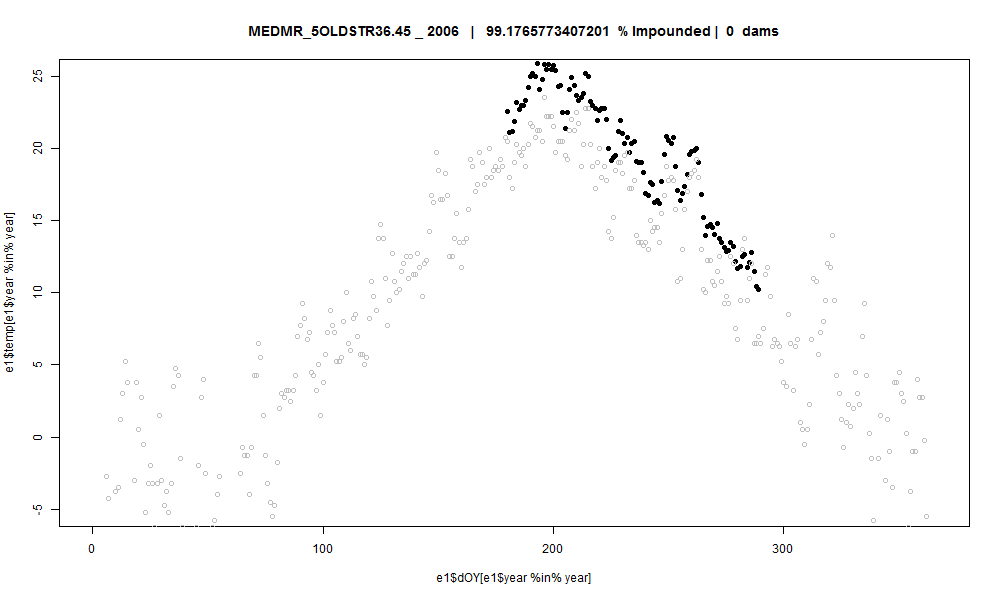 MEDMR_5OLDSTR36.45 _ 2006 | 99.1765773407201 % Impounded | 0 dams
e1$temp[e1$year %in% year]
25
20
15
10
5
0
-5
0 100 200 300
e1$dOY[e1$year %in% year]